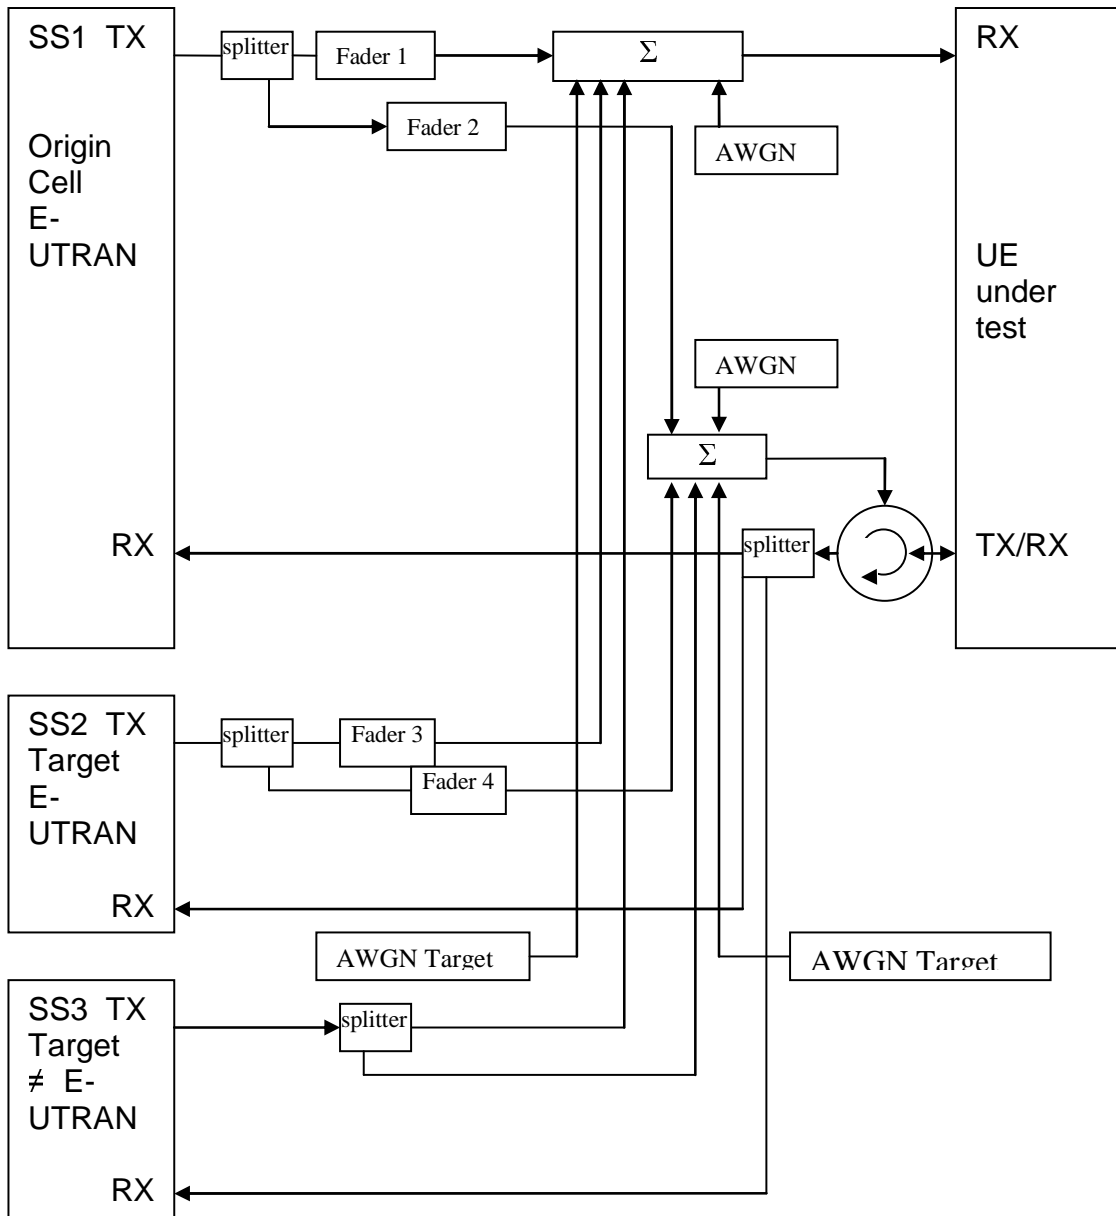 SS1 TX
Origin
Cell
E-
UTRAN
RX
splitter
Fader 1
Fader 2
Σ
AWGN
RX
UE
under
test
TX/RX
AWGN
Σ
splitter
SS2 TX
Target
E-
UTRAN
RX
splitter
Fader 3
Fader 4
AWGN Target
AWGN Target
SS3 TX
Target
≠ E-
UTRAN
RX
splitter